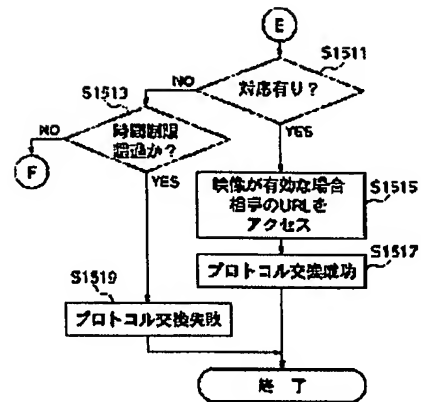 E
S1511
対応有り?
NO
YES
S1513
時間制限
超過か?
NO
YES
F
映像が有効な場合
相手のURLを
アクセス
S1515
プロトコル交換成功
S1517
S1519
プロトコル交換失敗
終了